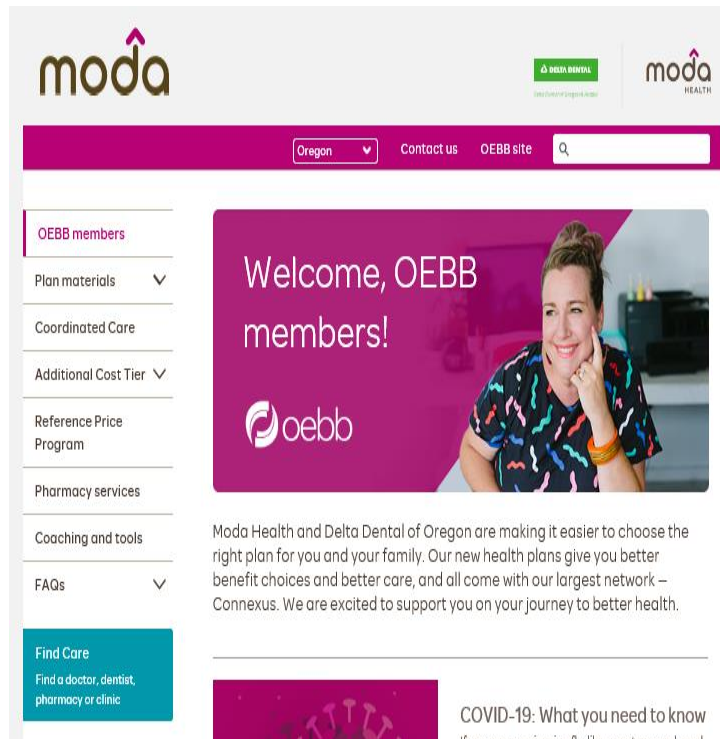 moda
DELTA DENTAL
moda
HEALTH
Oregon
Contact us
OEBB site
OEBB members
Plan materials
Coordinated Care
Additional Cost Tier
Reference Price
Program
Pharmacy services
Coaching and tools
FAQs
Find Care
Find a doctor, dentist,
pharmacy or clinic
Welcome, OEBB
members!
oebb
Moda Health and Delta Dental of Oregon are making it easier to choose the
right plan for you and your family. Our new health plans give you better
benefit choices and better care, and all come with our largest network –
Connexus. We are excited to support you on your journey to better health.
COVID-19: What you need to know